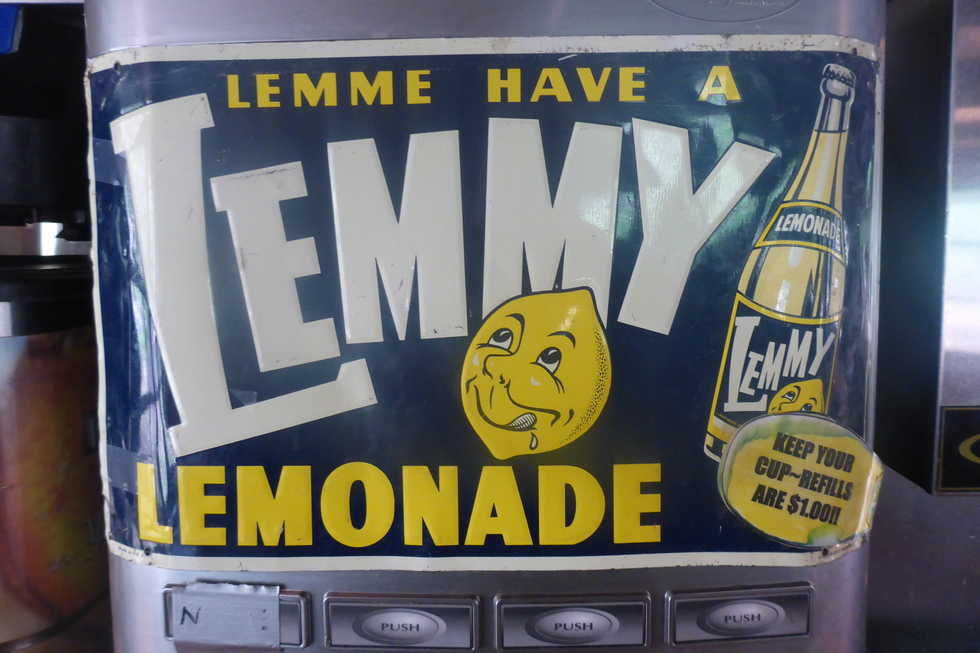 LEMME HAVE A
LEMMY
LEMONADE
LEMONADE
LEMMY
KEEP YOUR
CUP~REFILLS
ARE $1.00!!
N
PUSH
PUSH
PUSH